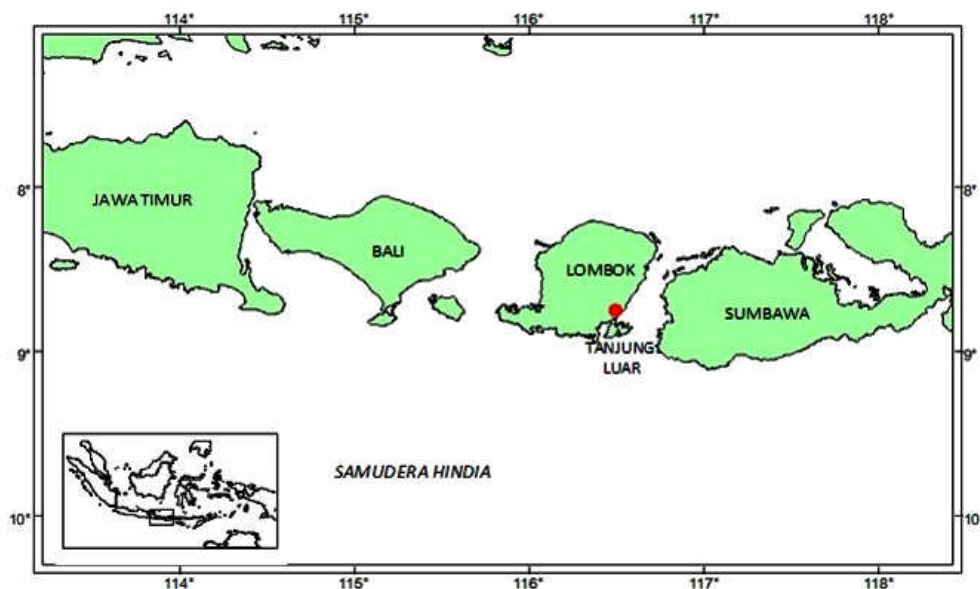 114° 115° 116° 117° 118°
8° 8°
JAWA TIMUR
BALI
LOMBOK
SUMBAWA
TANJUNG
LUAR
9° 9°
SAMUDERA HINDIA
10° 10°
114° 115° 116° 117° 118°